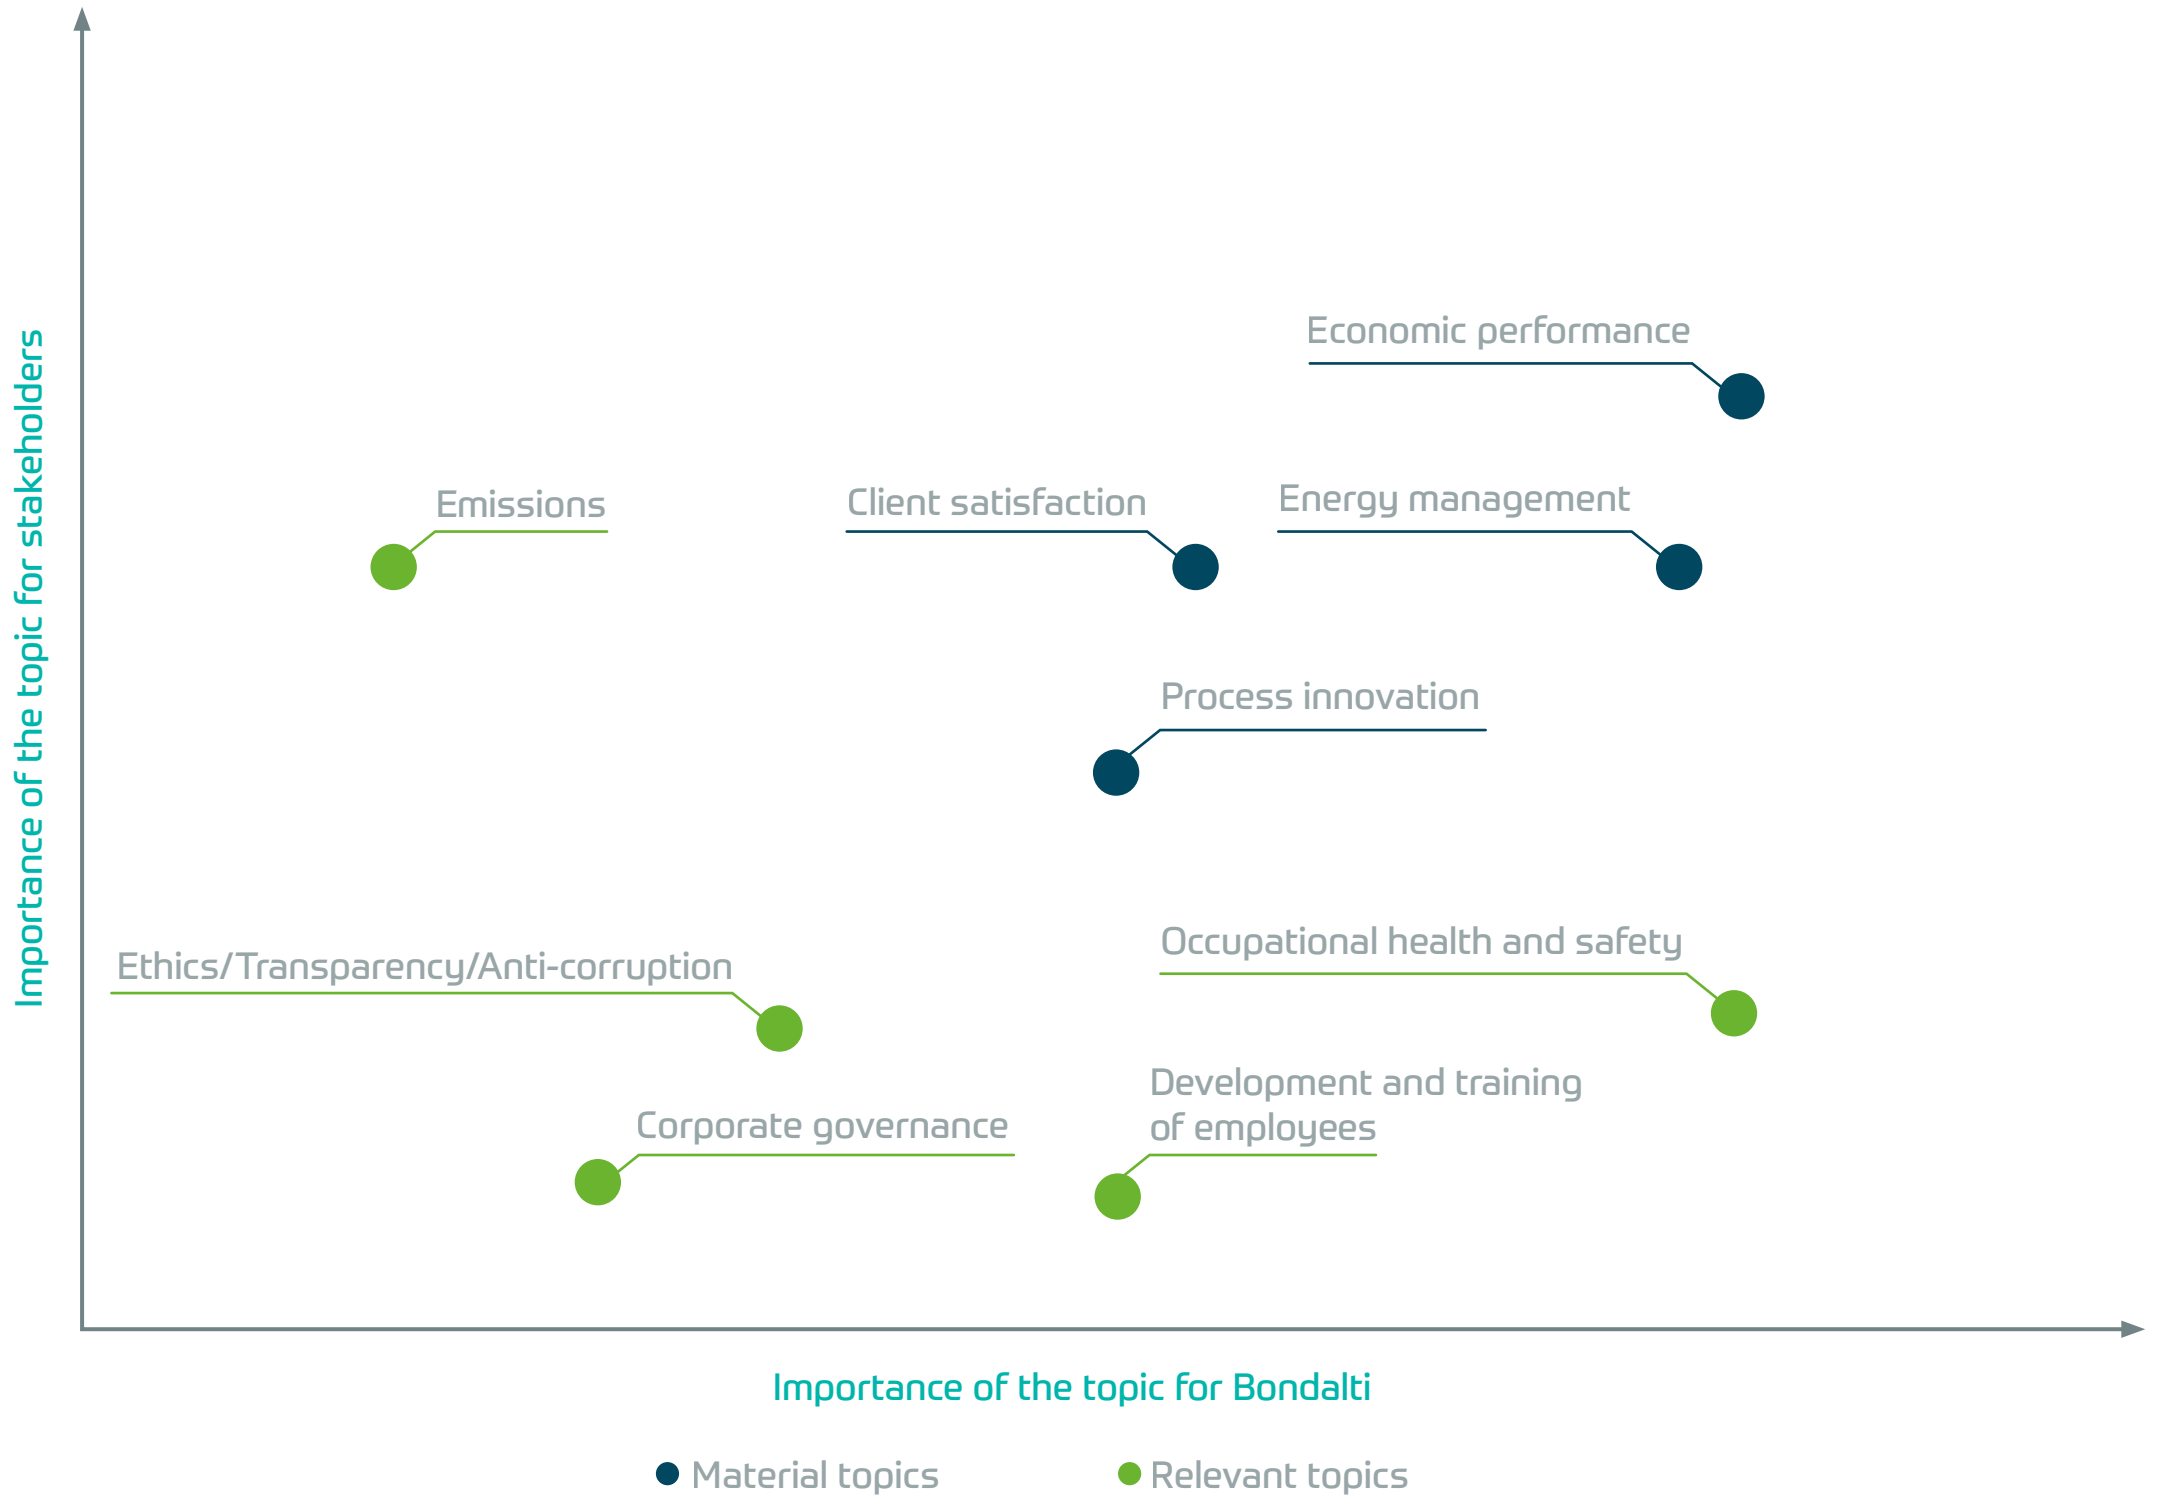 Importance of the topic for stakeholders
Economic performance
Emissions
Client satisfaction
Energy management
Process innovation
Ethics/Transparency/Anti-corruption
Occupational health and safety
Corporate governance
Development and training
of employees
Importance of the topic for Bondalti
Material topics
Relevant topics